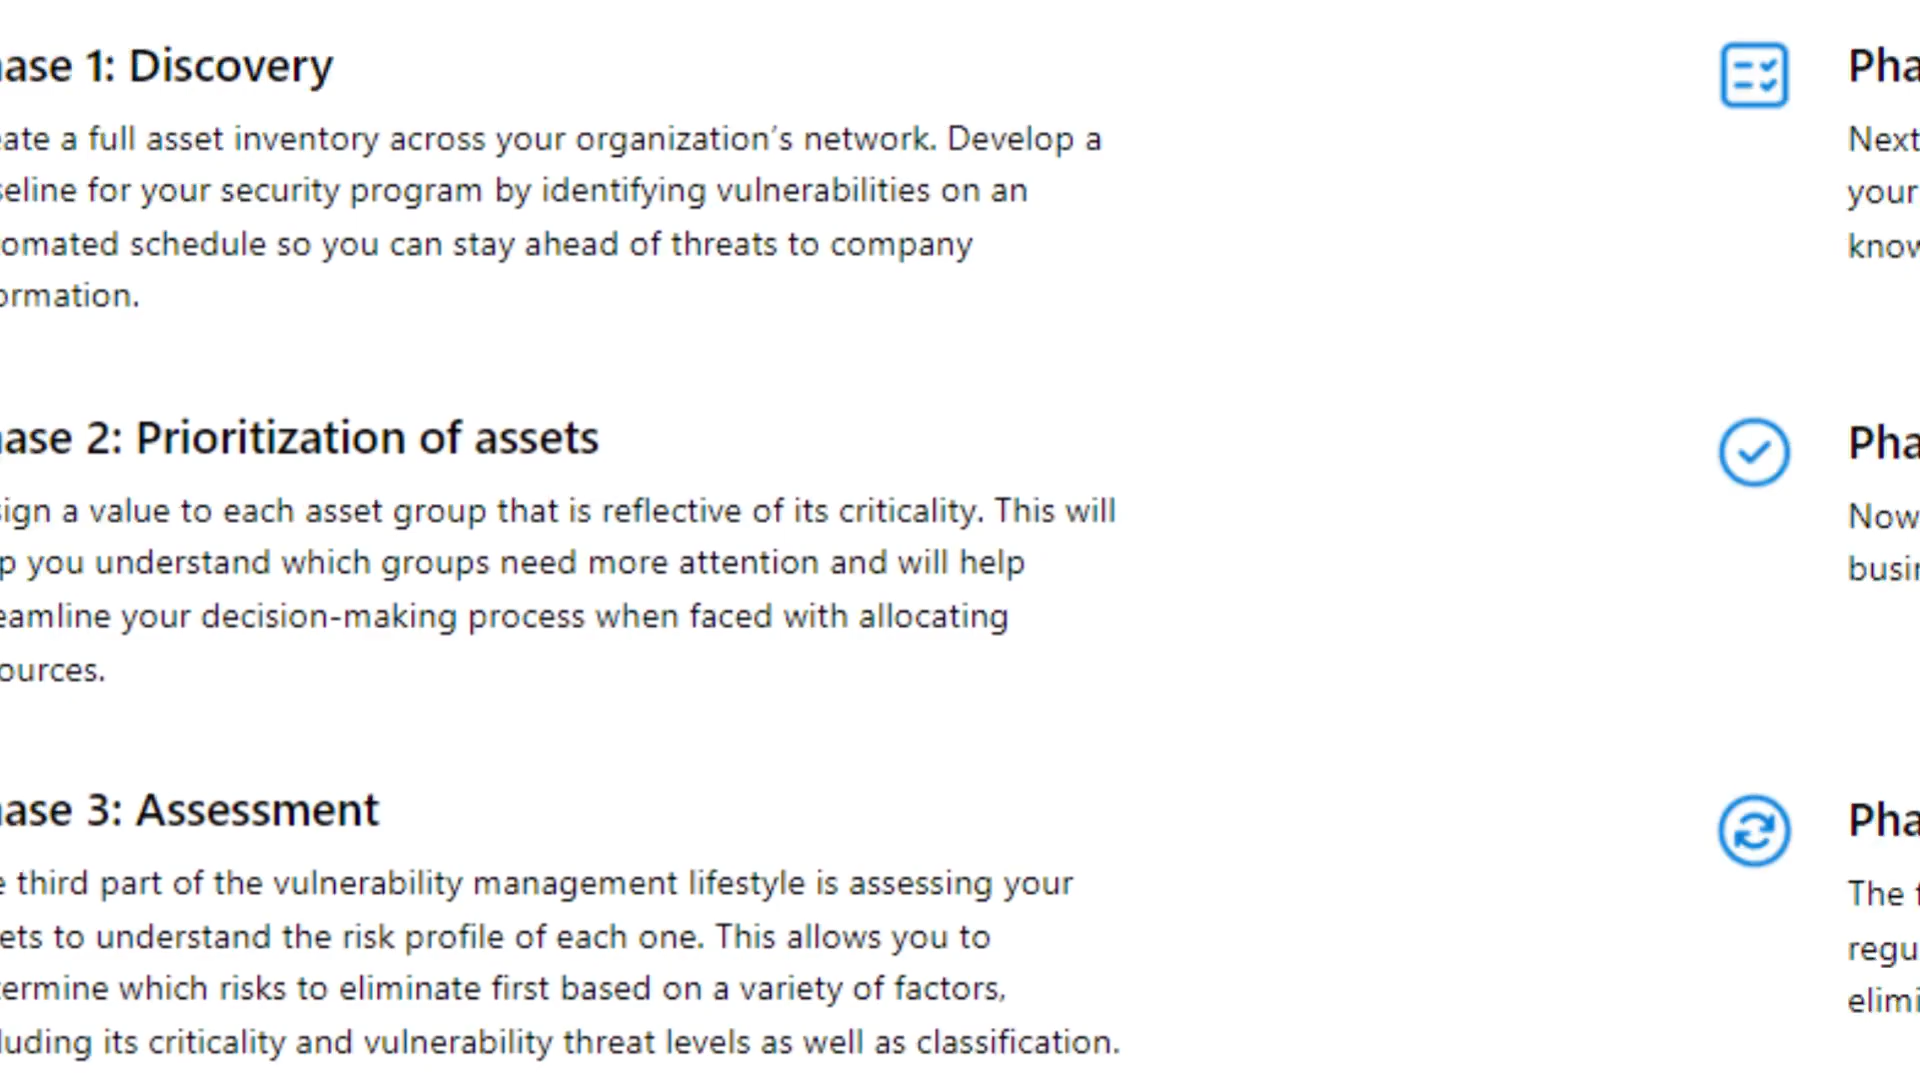 ase 1: Discovery
ate a full asset inventory across your organization’s network. Develop a
seline for your security program by identifying vulnerabilities on an
omated schedule so you can stay ahead of threats to company
ormation.
ase 2: Prioritization of assets
ign a value to each asset group that is reflective of its criticality. This will
p you understand which groups need more attention and will help
eamline your decision-making process when faced with allocating
ources.
ase 3: Assessment
e third part of the vulnerability management lifestyle is assessing your
ets to understand the risk profile of each one. This allows you to
ermine which risks to eliminate first based on a variety of factors,
luding its criticality and vulnerability threat levels as well as classification.
Pha
Next
your
know
Pha
Now
busin
Pha
The f
regu
elimi